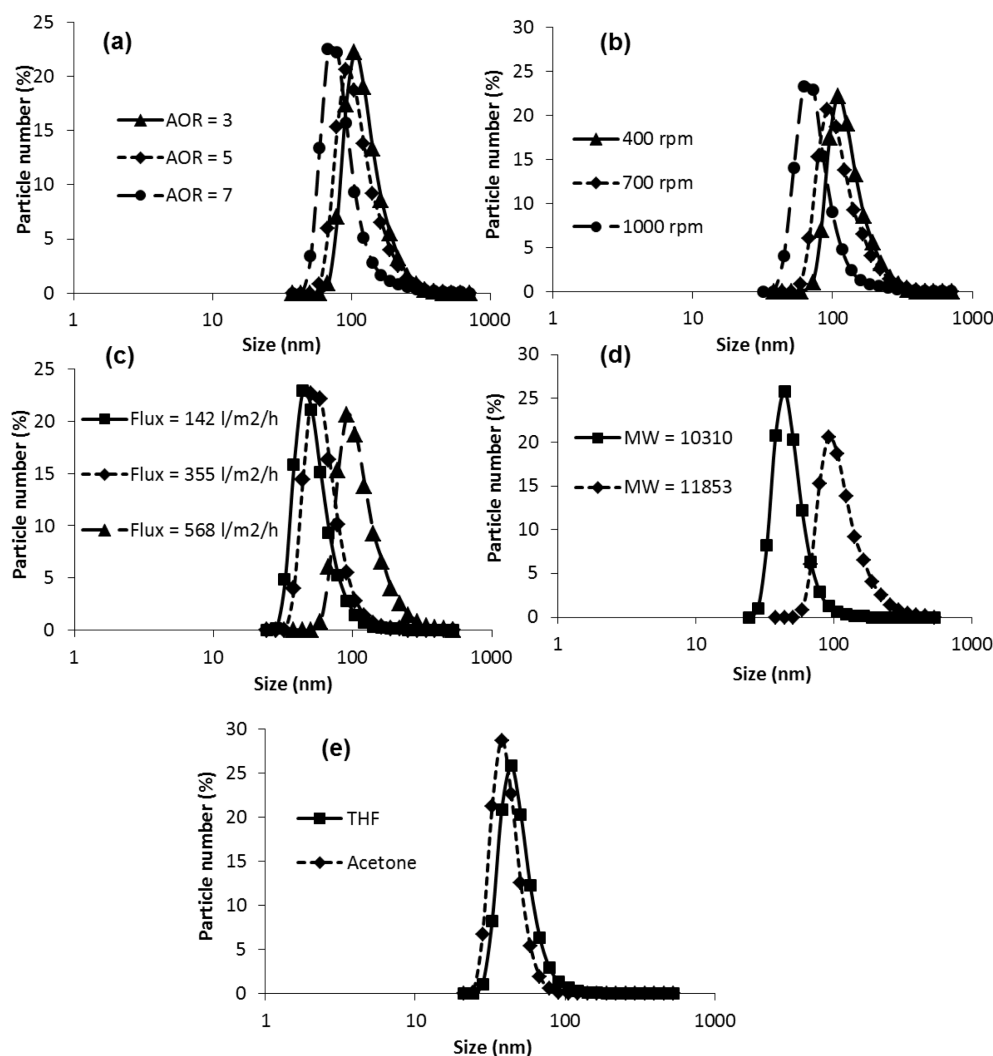 (a)
Particle number (%)
25
20
15
10
5
0
AOR = 3
AOR = 5
AOR = 7
1
10
100
1000
Size (nm)
(b)
Particle number (%)
30
25
20
15
10
5
0
400 rpm
700 rpm
1000 rpm
1
10
100
1000
Size (nm)
(c)
Particle number (%)
25
20
15
10
5
0
Flux = 142 l/m2/h
Flux = 355 l/m2/h
Flux = 568 l/m2/h
1
10
100
1000
Size (nm)
(d)
Particle number (%)
30
25
20
15
10
5
0
MW = 10310
MW = 11853
1
10
100
1000
Size (nm)
(e)
Particle number (%)
30
25
20
15
10
5
0
THF
Acetone
1
10
100
1000
Size (nm)